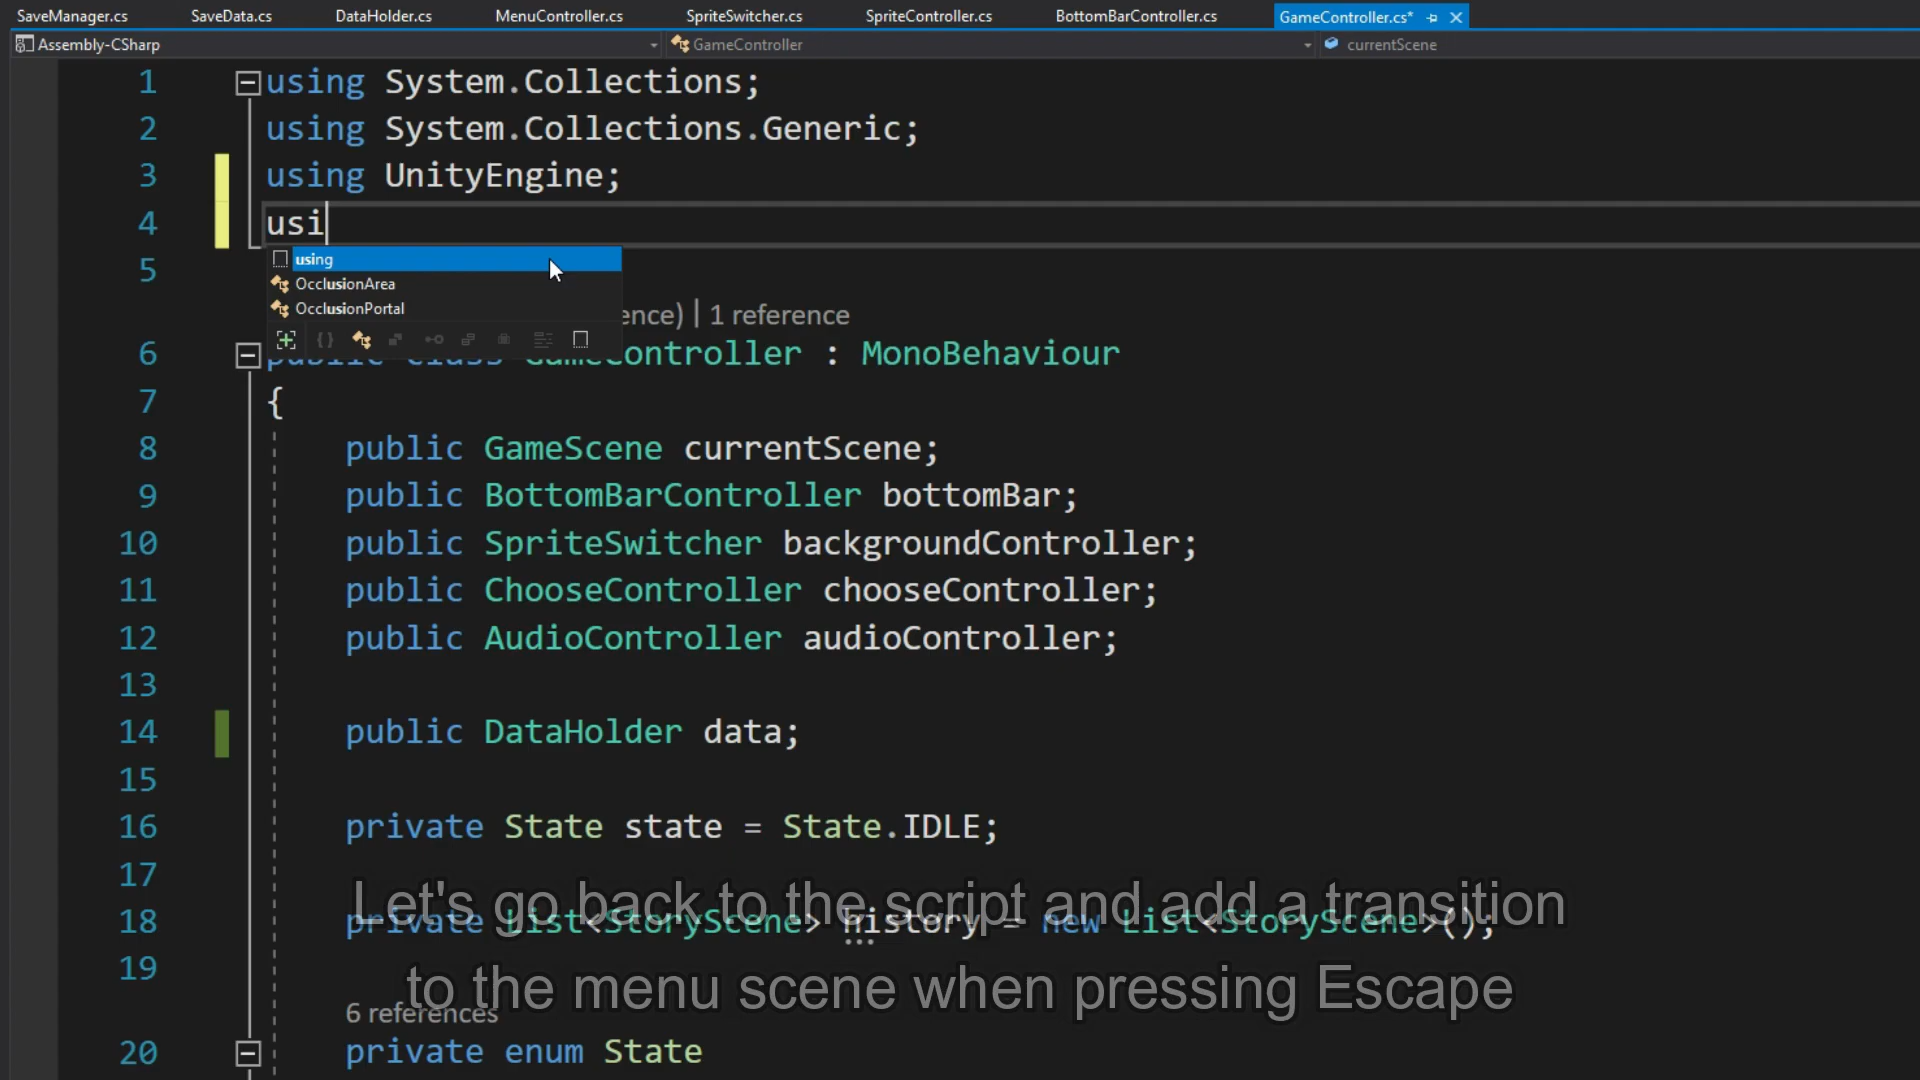 SaveManager.cs SaveData.cs DataHolder.cs MenuController.cs SpriteSwitcher.cs SpriteController.cs BottomBarController.cs GameController.cs*
Assembly-CSharp GameController currentScene
1 using System.Collections;
2 using System.Collections.Generic;
3 using UnityEngine;
4 usi
using
5
OcclusionArea
OcclusionPortal
ence) | 1 reference
6 public class GameController : MonoBehaviour
7 {
8 public GameScene currentScene;
9 public BottomBarController bottomBar;
10 public SpriteSwitcher backgroundController;
11 public ChooseController chooseController;
12 public AudioController audioController;
13
14 public DataHolder data;
15
16 private State state = State.IDLE;
17
Let's go back to the script and add a transition
18 private List<StoryScene> history = new List<StoryScene>();
19
to the menu scene when pressing Escape
6 references
20 private enum State